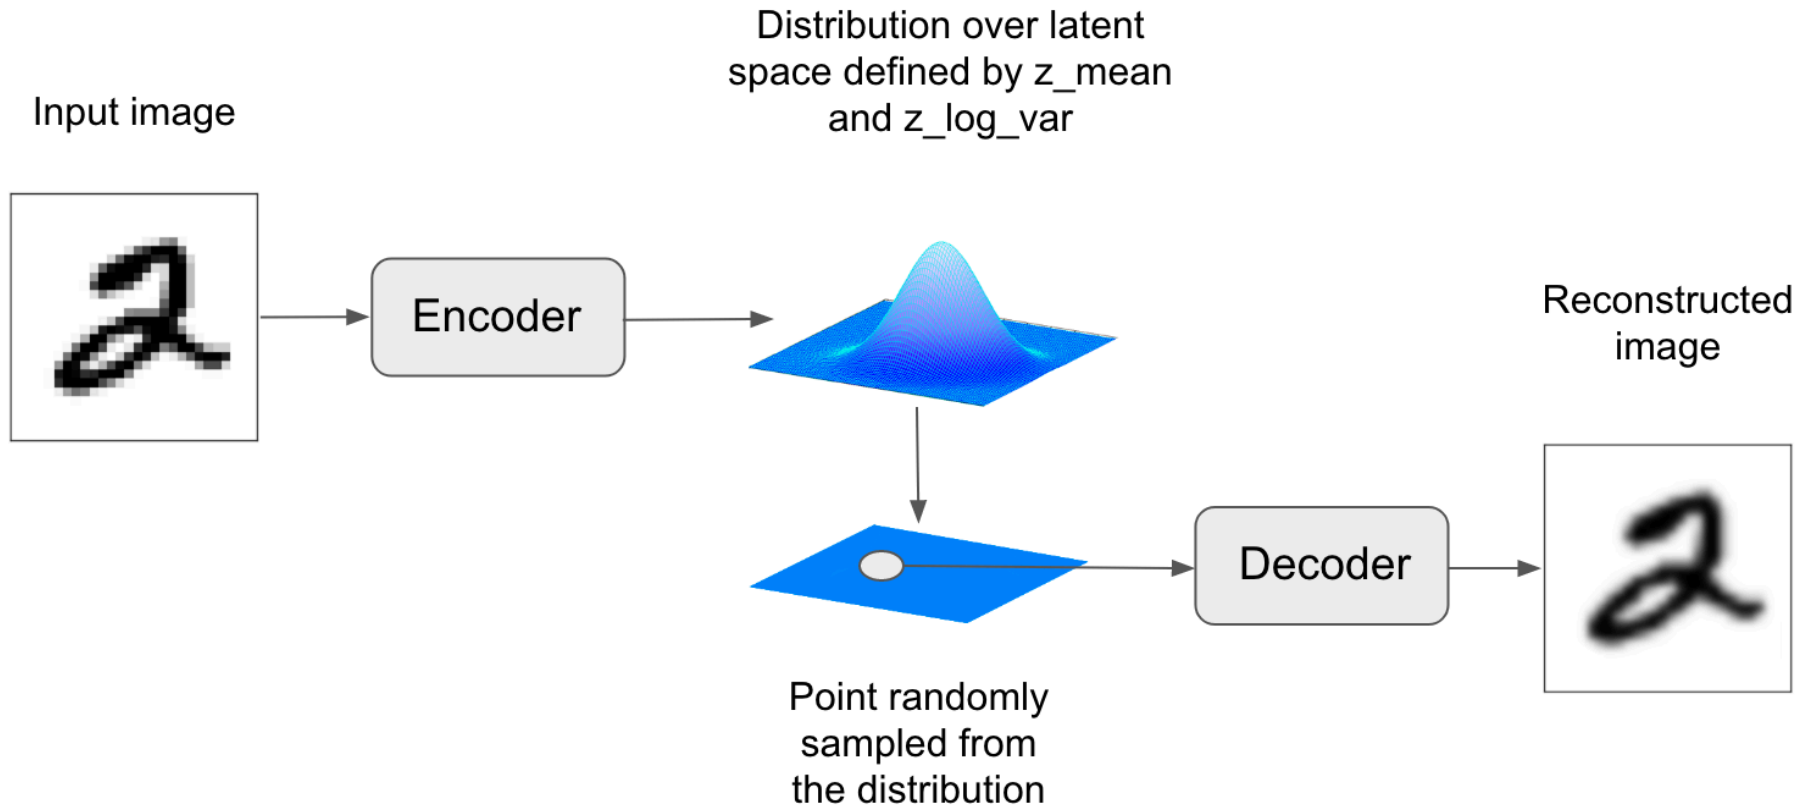 Distribution over latent
space defined by z_mean
and z_log_var
Input image
Encoder
Reconstructed
image
Decoder
Point randomly
sampled from
the distribution